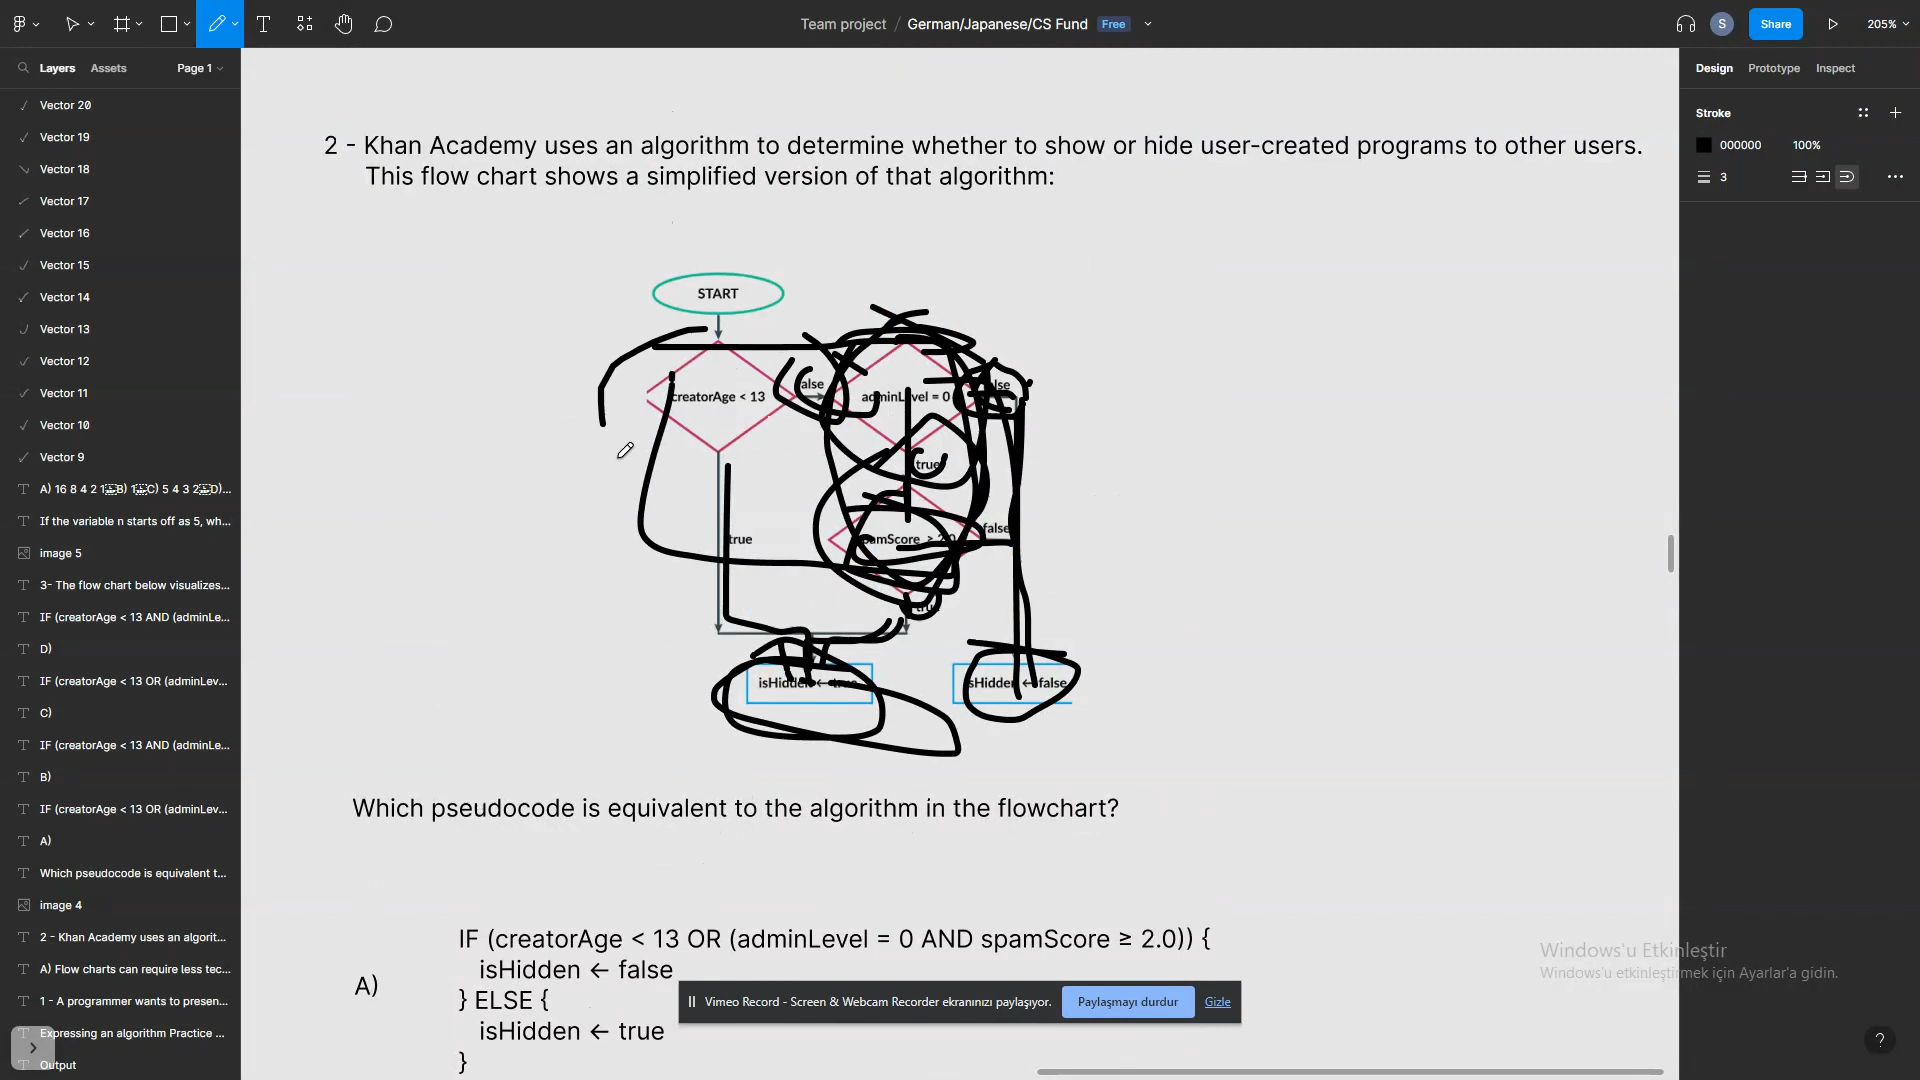 Team project / German/Japanese/CS Fund Free
S
Share
205%
Layers
Assets
Page 1
Design
Prototype
Inspect
Vector 20
Vector 19
Vector 18
Vector 17
Vector 16
Vector 15
Vector 14
Vector 13
Vector 12
Vector 11
Vector 10
Vector 9
If the variable n starts off as 5, wh...
image 5
3- The flow chart below visualizes...
IF (creatorAge < 13 AND (adminLe...
D)
IF (creatorAge < 13 OR (adminLev...
C)
IF (creatorAge < 13 AND (adminLe...
B)
IF (creatorAge < 13 OR (adminLev...
A)
Which pseudocode is equivalent t...
image 4
2 - Khan Academy uses an algorit...
A) Flow charts can require less tec...
1 - A programmer wants to presen...
Expressing an algorithm Practice ...
Output
Stroke
000000 100%
3
2 - Khan Academy uses an algorithm to determine whether to show or hide user-created programs to other users.
This flow chart shows a simplified version of that algorithm:
START
creatorAge < 13
adminLevel = 0
true
false
true
true
isHidden ← true
isHidden ← false
Which pseudocode is equivalent to the algorithm in the flowchart?
A)
IF (creatorAge < 13 OR (adminLevel = 0 AND spamScore ≥ 2.0)) {
isHidden ← false
} ELSE {
isHidden ← true
}
Vimeo Record - Screen & Webcam Recorder ekranınızı paylaşıyor.
Paylaşmayı durdur
Gizle
Windows'u Etkinleştir
Windows'u etkinleştirmek için Ayarlar'a gidin.
?